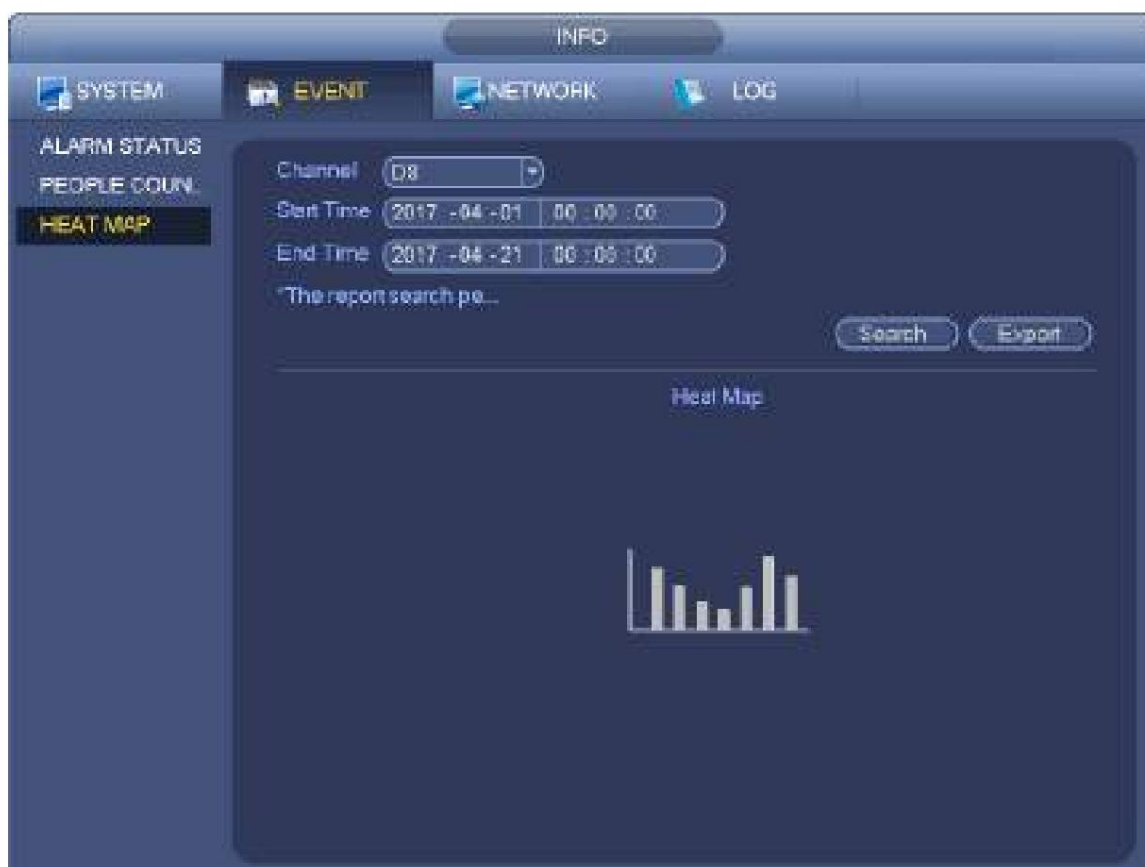 INFO
SYSTEM EVENT NETWORK LOG
ALARM STATUS
PEOPLE COUN..
HEAT MAP
Channel D8
Start Time 2017 -04 -01 00 : 00 : 00
End Time 2017 -04 -21 00 : 00 : 00
*The report search pe...
Search Export
Heat Map